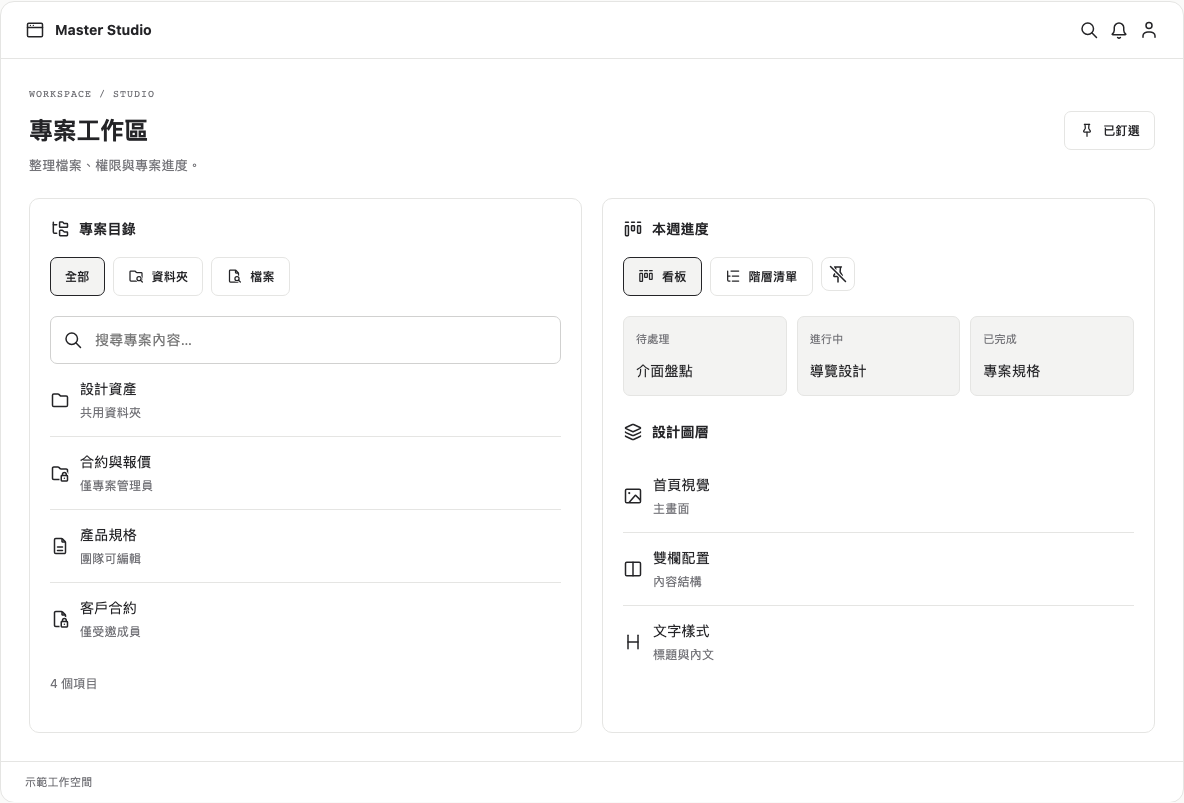 Master Studio
WORKSPACE / STUDIO
專案工作區
整理檔案、權限與專案進度。
已釘選
專案目錄
全部
資料夾
檔案
搜尋專案內容...
設計資產
共用資料夾
合約與報價
僅專案管理員
產品規格
團隊可編輯
客戶合約
僅受邀成員
4 個項目
本週進度
看板
階層清單
待處理
介面盤點
進行中
導覽設計
已完成
專案規格
設計圖層
首頁視覺
主畫面
雙欄配置
內容結構
文字樣式
標題與內文
示範工作空間